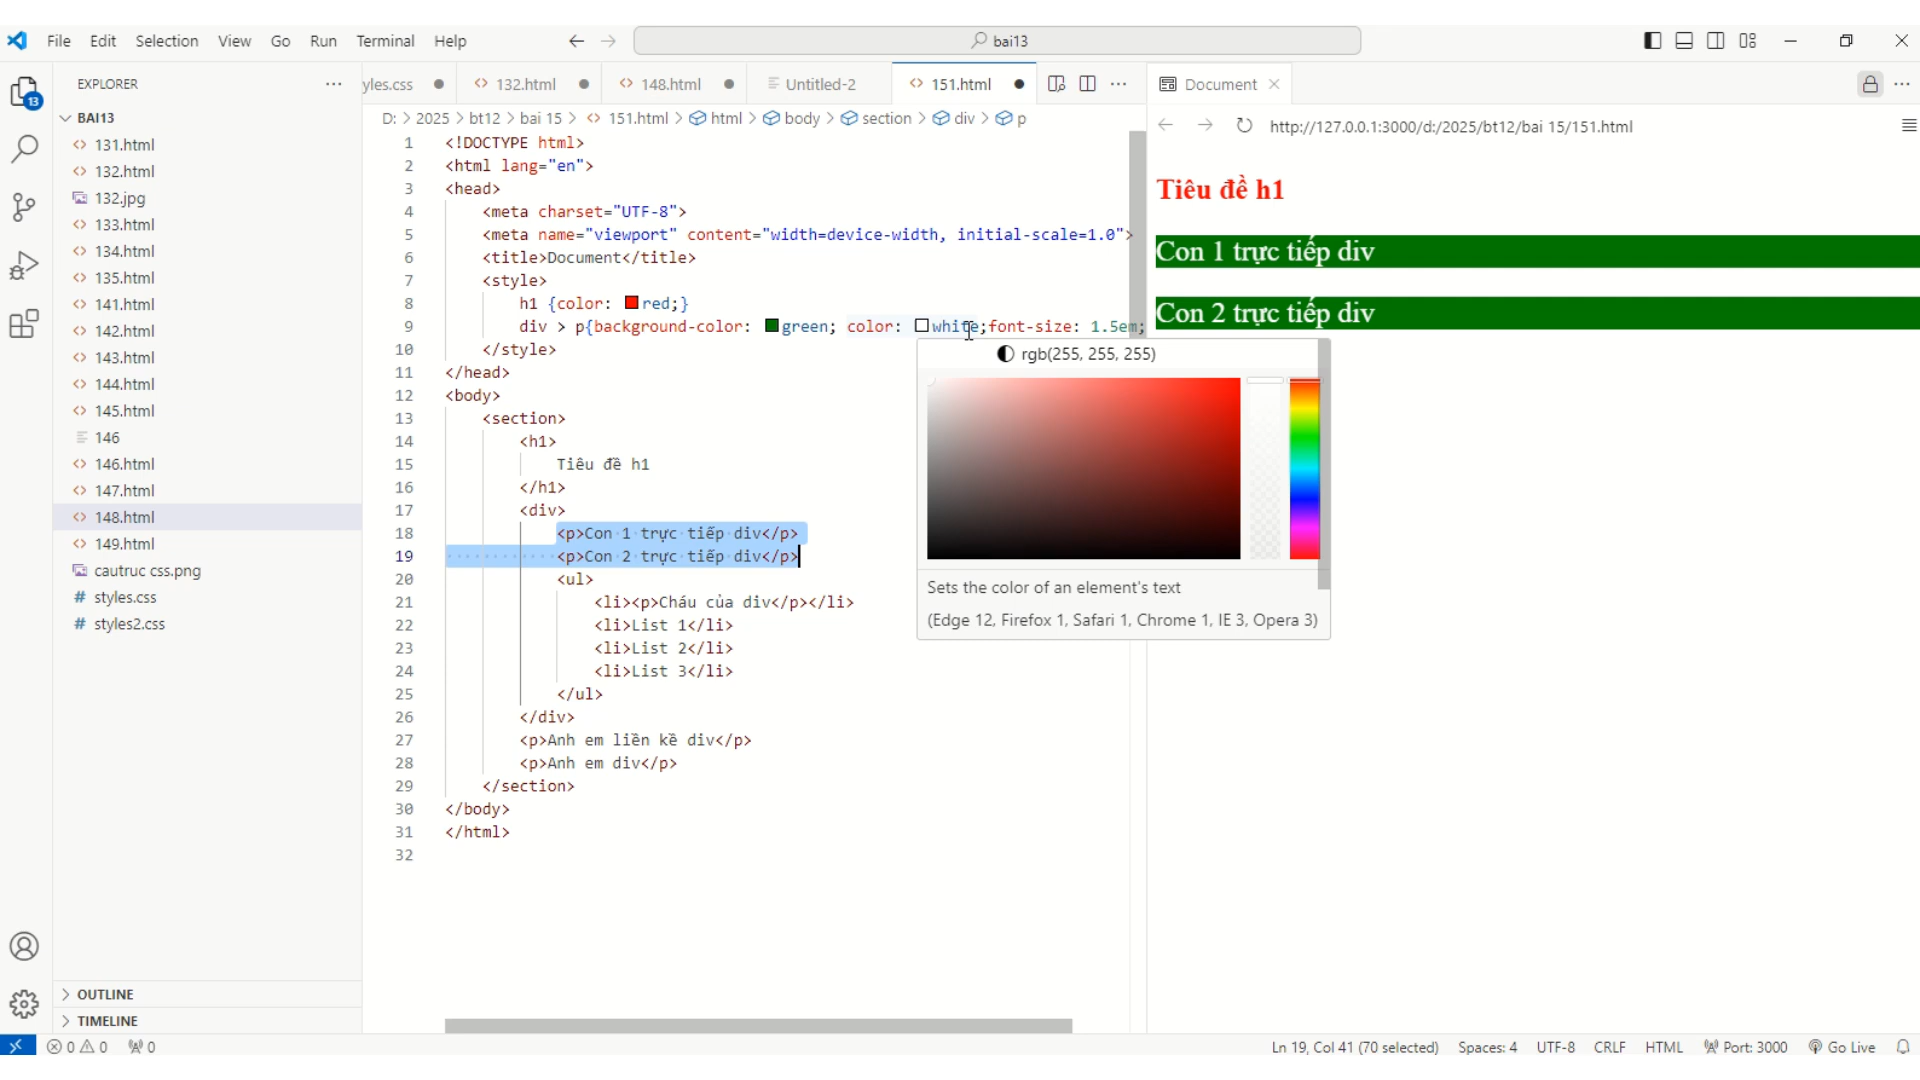 File Edit Selection View Go Run Terminal Help
bai13
EXPLORER
yles.css
132.html
148.html
Untitled-2
151.html
Document
13
BAI13
131.html
132.html
132.jpg
133.html
134.html
135.html
141.html
142.html
143.html
144.html
145.html
146
146.html
147.html
148.html
149.html
cautruc css.png
styles.css
styles2.css
OUTLINE
TIMELINE
D: > 2025 > bt12 > bai 15 > 151.html > html > body > section > div > p
1 <!DOCTYPE html>
2 <html lang="en">
3 <head>
4 <meta charset="UTF-8">
5 <meta name="viewport" content="width=device-width, initial-scale=1.0">
6 <title>Document</title>
7 <style>
8 h1 {color: red;}
9 div > p{background-color: green; color: white;font-size: 1.5em;
10 </style>
11 </head>
12 <body>
13 <section>
14 <h1>
15 Tiêu đề h1
16 </h1>
17 <div>
18 <p>Con 1 trực tiếp div</p>
19 <p>Con 2 trực tiếp div</p>
20 <ul>
21 <li><p>Cháu của div</p></li>
22 <li>List 1</li>
23 <li>List 2</li>
24 <li>List 3</li>
25 </ul>
26 </div>
27 <p>Anh em liền kề div</p>
28 <p>Anh em div</p>
29 </section>
30 </body>
31 </html>
32
rgb(255, 255, 255)
Sets the color of an element's text
(Edge 12, Firefox 1, Safari 1, Chrome 1, IE 3, Opera 3)
http://127.0.0.1:3000/d:/2025/bt12/bai 15/151.html
Tiêu đề h1
Con 1 trực tiếp div
Con 2 trực tiếp div
0 0 0
Ln 19, Col 41 (70 selected) Spaces: 4 UTF-8 CRLF HTML Port: 3000 Go Live